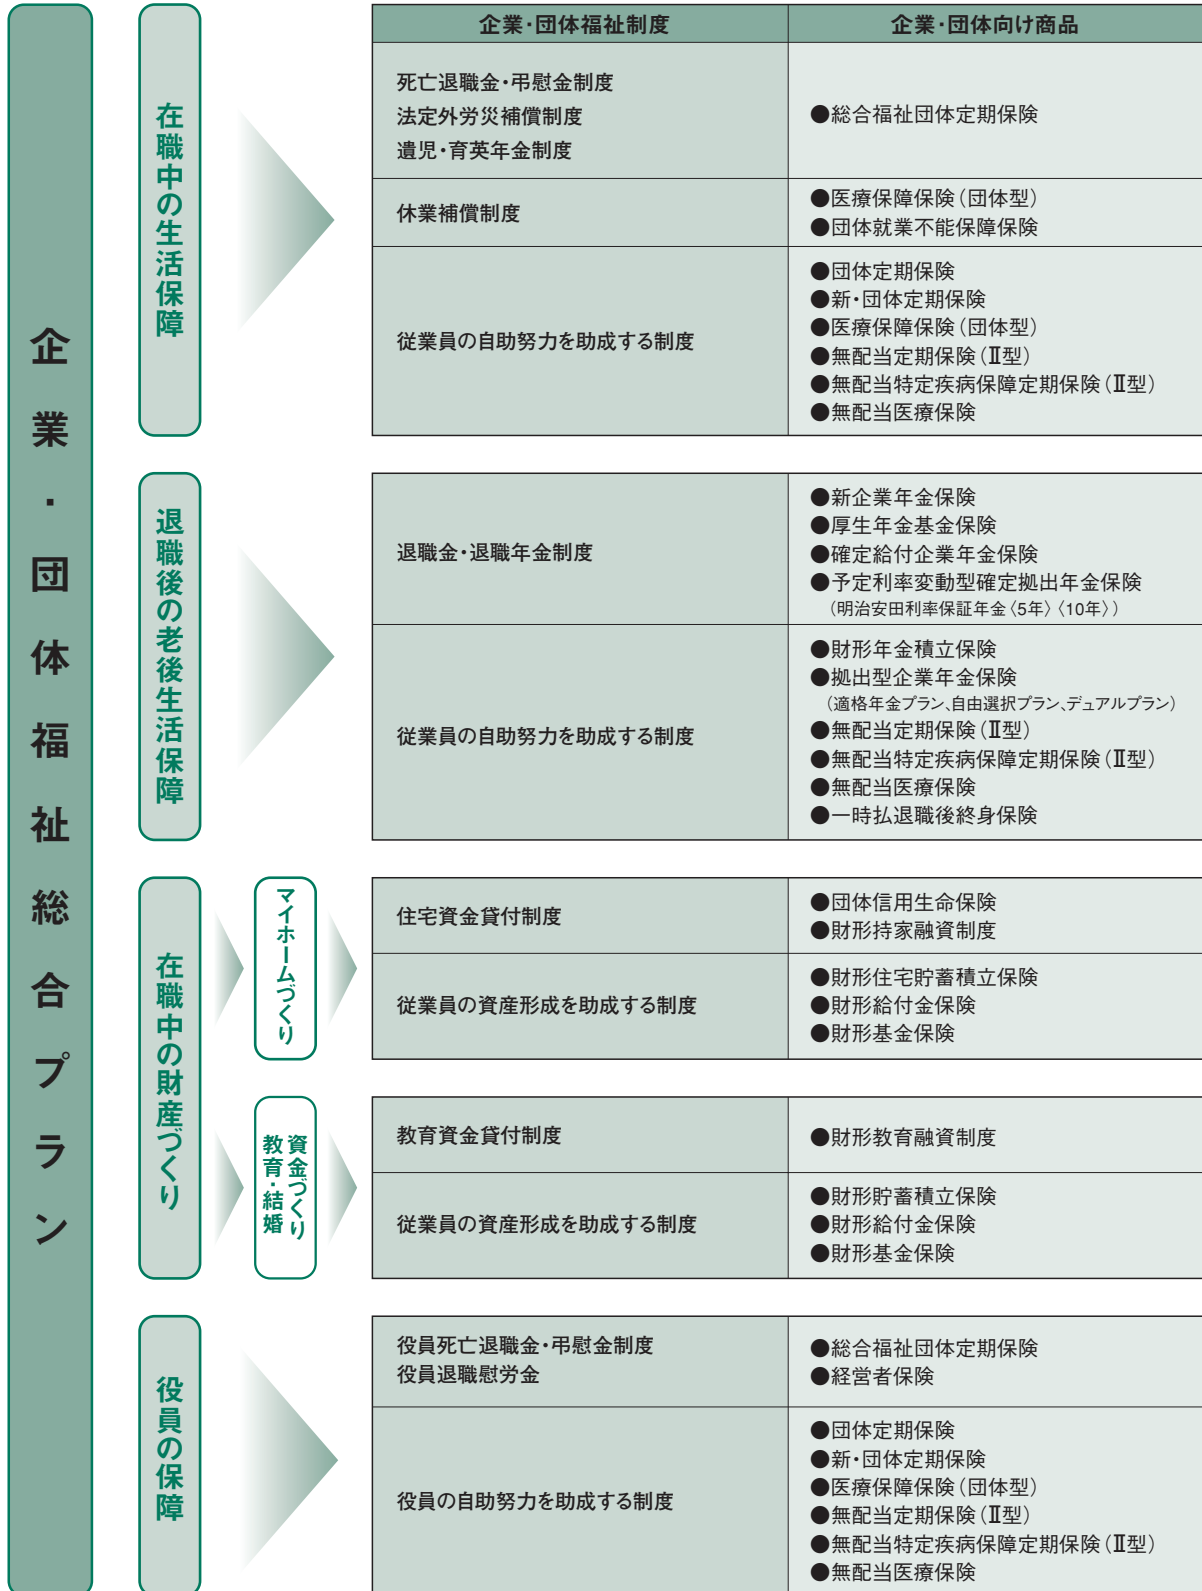 企業・団体福祉総合プラン
企業・団体福祉制度
企業・団体向け商品
在職中の生活保障
死亡退職金・弔慰金制度
法定外労災補償制度
遺児・育英年金制度
●総合福祉団体定期保険
休業補償制度
●医療保障保険（団体型）
●団体就業不能保障保険
従業員の自助努力を助成する制度
●団体定期保険
●新・団体定期保険
●医療保障保険（団体型）
●無配当定期保険（Ⅱ型）
●無配当特定疾病保障定期保険（Ⅱ型）
●無配当医療保険
退職後の老後生活保障
退職金・退職年金制度
●新企業年金保険
●厚生年金基金保険
●確定給付企業年金保険
●予定利率変動型確定拠出年金保険
（明治安田利率保証年金〈5年〉〈10年〉）
従業員の自助努力を助成する制度
●財形年金積立保険
●拠出型企業年金保険
（適格年金プラン、自由選択プラン、デュアルプラン）
●無配当定期保険（Ⅱ型）
●無配当特定疾病保障定期保険（Ⅱ型）
●無配当医療保険
●一時払退職後終身保険
在職中の財産づくり
マイホームづくり
住宅資金貸付制度
●団体信用生命保険
●財形持家融資制度
従業員の資産形成を助成する制度
●財形住宅貯蓄積立保険
●財形給付金保険
●財形基金保険
教育・結婚
資金づくり
教育資金貸付制度
●財形教育融資制度
従業員の資産形成を助成する制度
●財形貯蓄積立保険
●財形給付金保険
●財形基金保険
役員の保障
役員死亡退職金・弔慰金制度
役員退職慰労金
●総合福祉団体定期保険
●経営者保険
役員の自助努力を助成する制度
●団体定期保険
●新・団体定期保険
●医療保障保険（団体型）
●無配当定期保険（Ⅱ型）
●無配当特定疾病保障定期保険（Ⅱ型）
●無配当医療保険